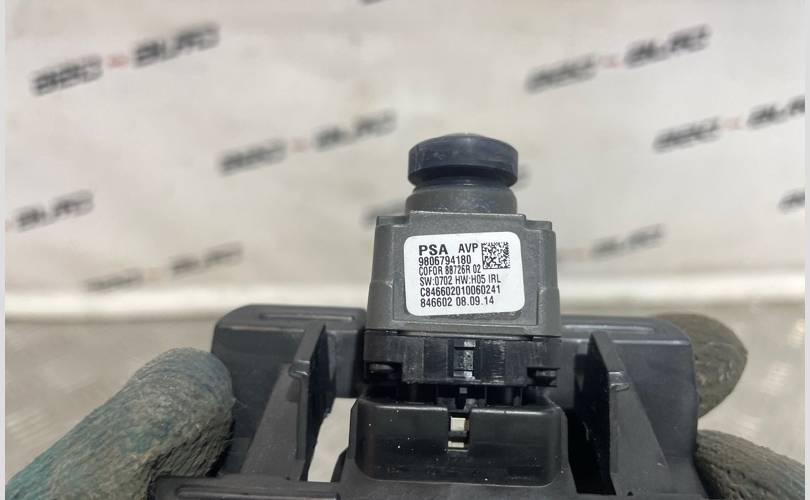 PSA AVP
9806794180
COFOR 88726R 02
SW:0702 HW:H05 IRL
C846602010060241
846602 08.09.14